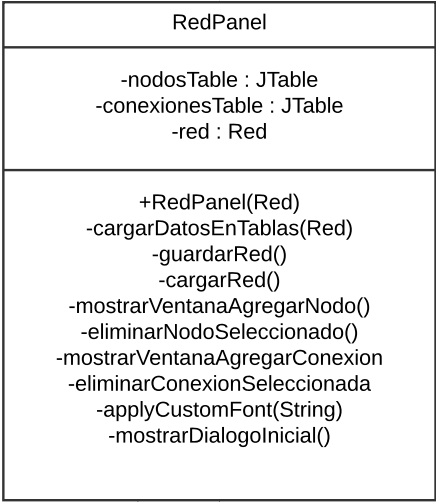 RedPanel
-nodosTable : JTable
-conexionesTable : JTable
-red : Red
+RedPanel(Red)
-cargarDatosEnTablas(Red)
-guardarRed()
-cargarRed()
-mostrarVentanaAgregarNodo()
-eliminarNodoSeleccionado()
-mostrarVentanaAgregarConexion
-eliminarConexionSeleccionada
-applyCustomFont(String)
-mostrarDialogoInicial()